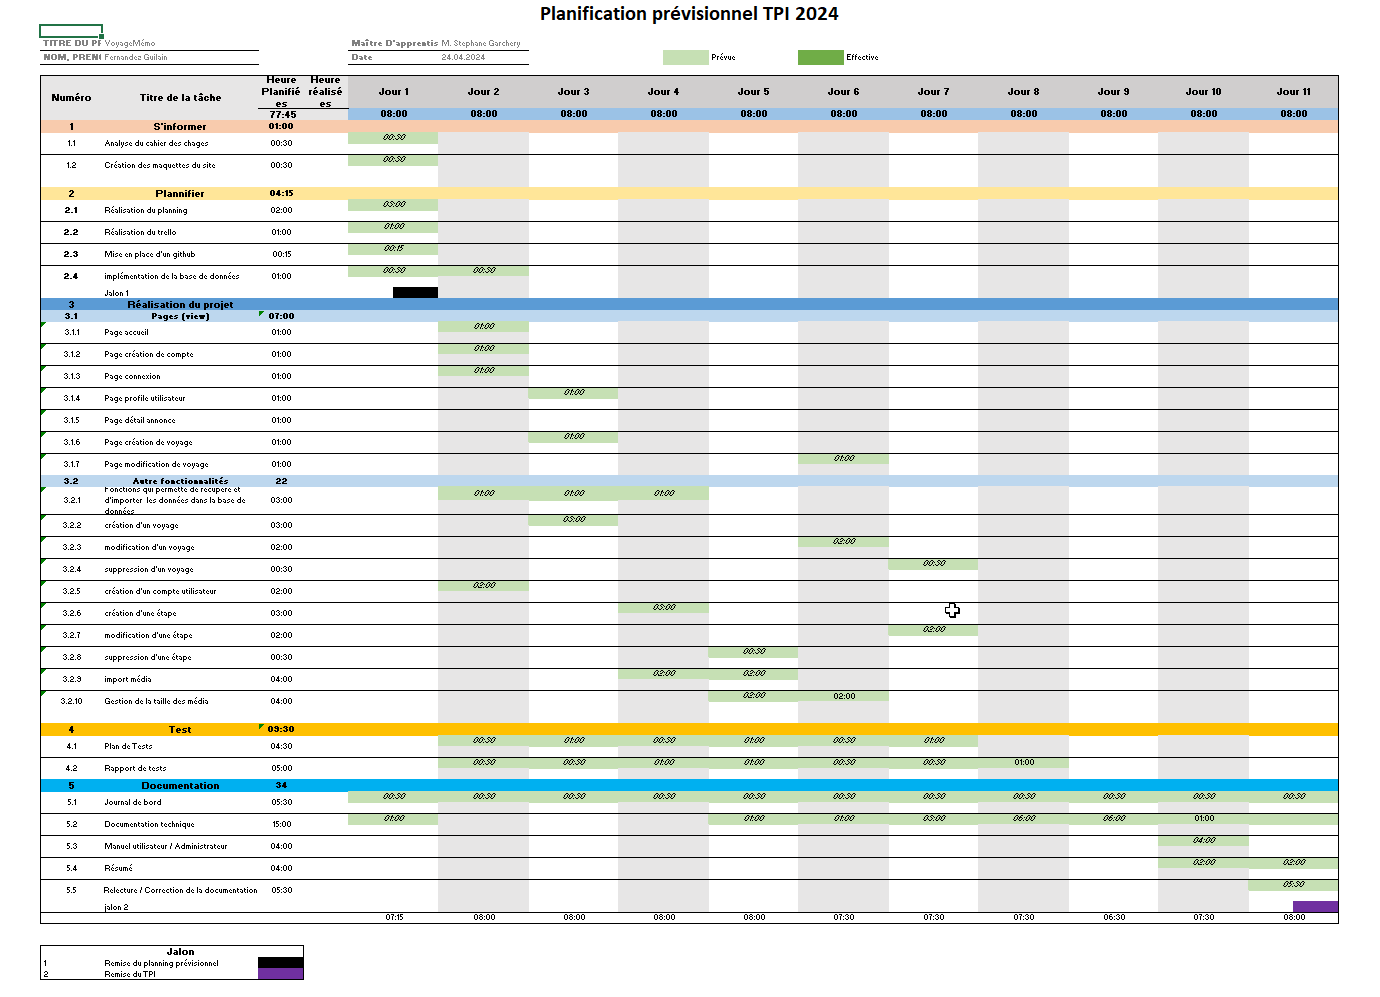 Planification prévisionnel TPI 2024
TITRE DU PR VoyageMémo Maître D'apprentis M. Stephane Garchery
NOM, PREN( Fernandez Guilain Date 24.04.2024 Prévue Effective
Numéro Titre de la tâche Heure Planifiées Heure réalisées Jour 1 Jour 2 Jour 3 Jour 4 Jour 5 Jour 6 Jour 7 Jour 8 Jour 9 Jour 10 Jour 11
77:45 08:00 08:00 08:00 08:00 08:00 08:00 08:00 08:00 08:00 08:00 08:00
1 S'informer 01:00
1.1 Analyse du cahier des chages 00:30 00:30
1.2 Création des maquettes du site 00:30 00:30
2 Plannifier 04:15
2.1 Réalisation du planning 02:00 03:00
2.2 Réalisation du trello 01:00 01:00
2.3 Mise en place d'un github 00:15 00:15
2.4 implémentation de la base de données 01:00 00:30 00:30
Jalon 1
3 Réalisation du projet
3.1 Pages (view) 07:00
3.1.1 Page accueil 01:00 01:00
3.1.2 Page création de compte 01:00 01:00
3.1.3 Page connexion 01:00 01:00
3.1.4 Page profile utilisateur 01:00 01:00
3.1.5 Page détail annonce 01:00
3.1.6 Page création de voyage 01:00 01:00
3.1.7 Page modification de voyage 01:00 01:00
3.2 Autre fonctionnalités 22
3.2.1 Fonctions qui permette de récupére et d'importer les données dans la base de données 03:00 01:00 01:00 01:00
3.2.2 création d'un voyage 03:00 03:00
3.2.3 modification d'un voyage 02:00 02:00
3.2.4 suppression d'un voyage 00:30 00:30
3.2.5 création d'un compte utilisateur 02:00 02:00
3.2.6 création d'une étape 03:00 03:00
3.2.7 modification d'une étape 02:00 02:00
3.2.8 suppression d'une étape 00:30 00:30
3.2.9 import média 04:00 02:00 02:00
3.2.10 Gestion de la taille des média 04:00 02:00 02:00
4 Test 09:30
4.1 Plan de Tests 04:30 00:30 01:00 00:30 01:00 00:30 01:00
4.2 Rapport de tests 05:00 00:30 00:30 01:00 01:00 00:30 00:30 01:00
5 Documentation 34
5.1 Journal de bord 05:30 00:30 00:30 00:30 00:30 00:30 00:30 00:30 00:30 00:30 00:30 00:30
5.2 Documentation technique 15:00 01:00 01:00 01:00 03:00 06:00 06:00 01:00
5.3 Manuel utilisateur / Administrateur 04:00 04:00
5.4 Résumé 04:00 02:00 02:00
5.5 Relecture / Correction de la documentation 05:30 05:30
jalon 2
07:15 08:00 08:00 08:00 08:00 07:30 07:30 07:30 06:30 07:30 08:00
Jalon
1 Remise du planning prévisionnel
2 Remise du TPI